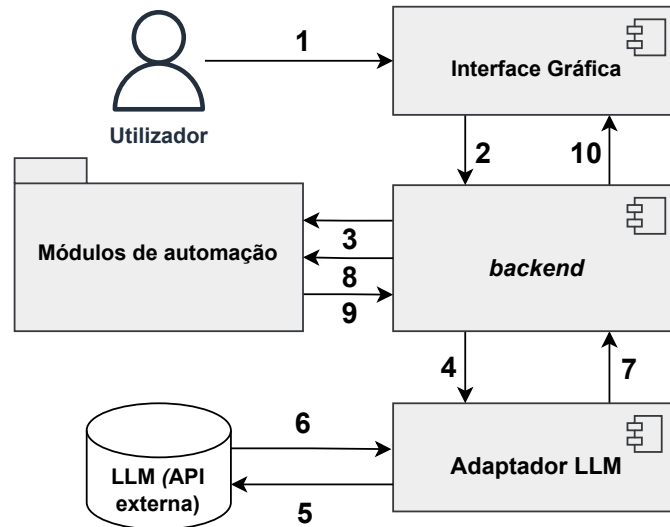 1
Interface Gráfica
Utilizador
2
10
Módulos de automação
3
8
9
backend
4
7
6
LLM (API
externa)
5
Adaptador LLM